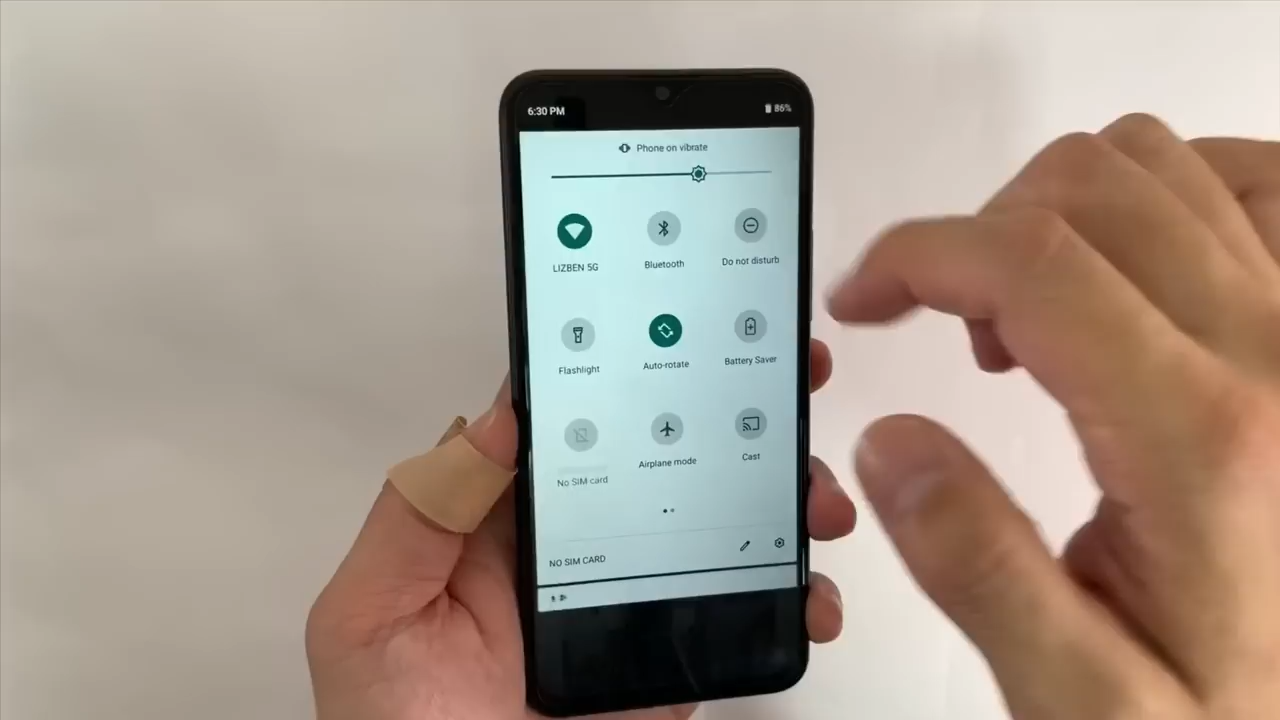 6:30 PM
86%
Phone on vibrate
LIZBEN 5G
Bluetooth
Do not disturb
Flashlight
Auto-rotate
Battery Saver
No SIM card
Airplane mode
Cast
NO SIM CARD